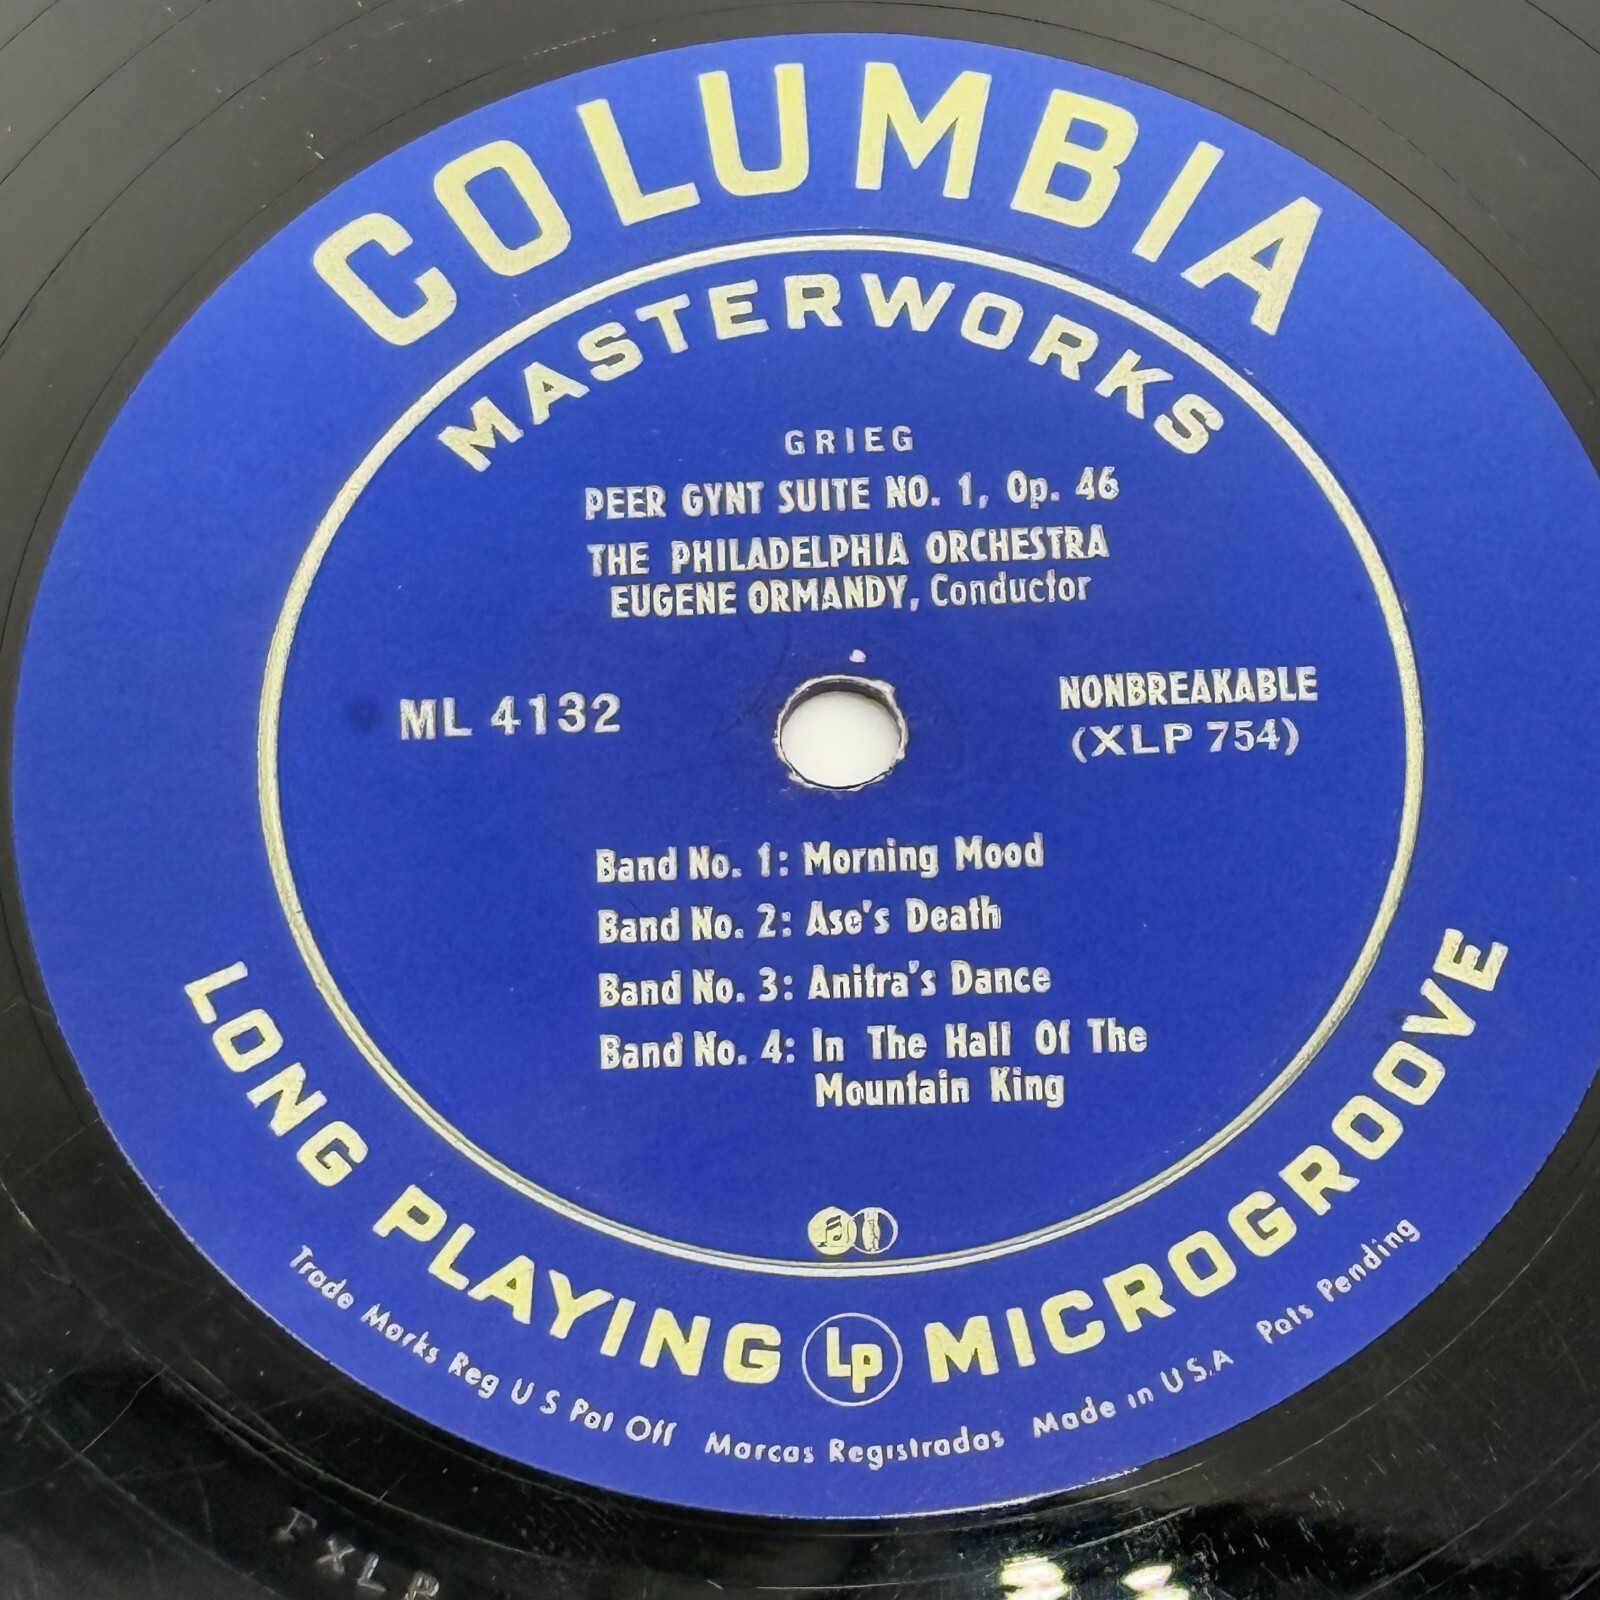 COLUMBIA
MASTERWORKS
GRIEG
PEER GYNT SUITE NO. 1, Op. 46
THE PHILADELPHIA ORCHESTRA
EUGENE ORMANDY, Conductor
ML 4132
NONBREAKABLE
(XLP 754)
Band No. 1: Morning Mood
Band No. 2: Ase's Death
Band No. 3: Anitra's Dance
Band No. 4: In The Hall Of The
Mountain King
LONG PLAYING LP MICROGROOVE
Trade Marks Reg U S Pat Off Marcas Registradas Made in U.S.A Pats Pending
XLP